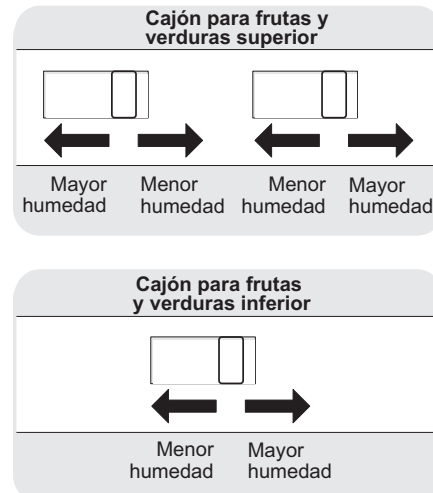 Cajón para frutas y
verduras superior
Mayor humedad
Menor humedad
Menor humedad
Mayor humedad
Cajón para frutas
y verduras inferior
Menor humedad
Mayor humedad